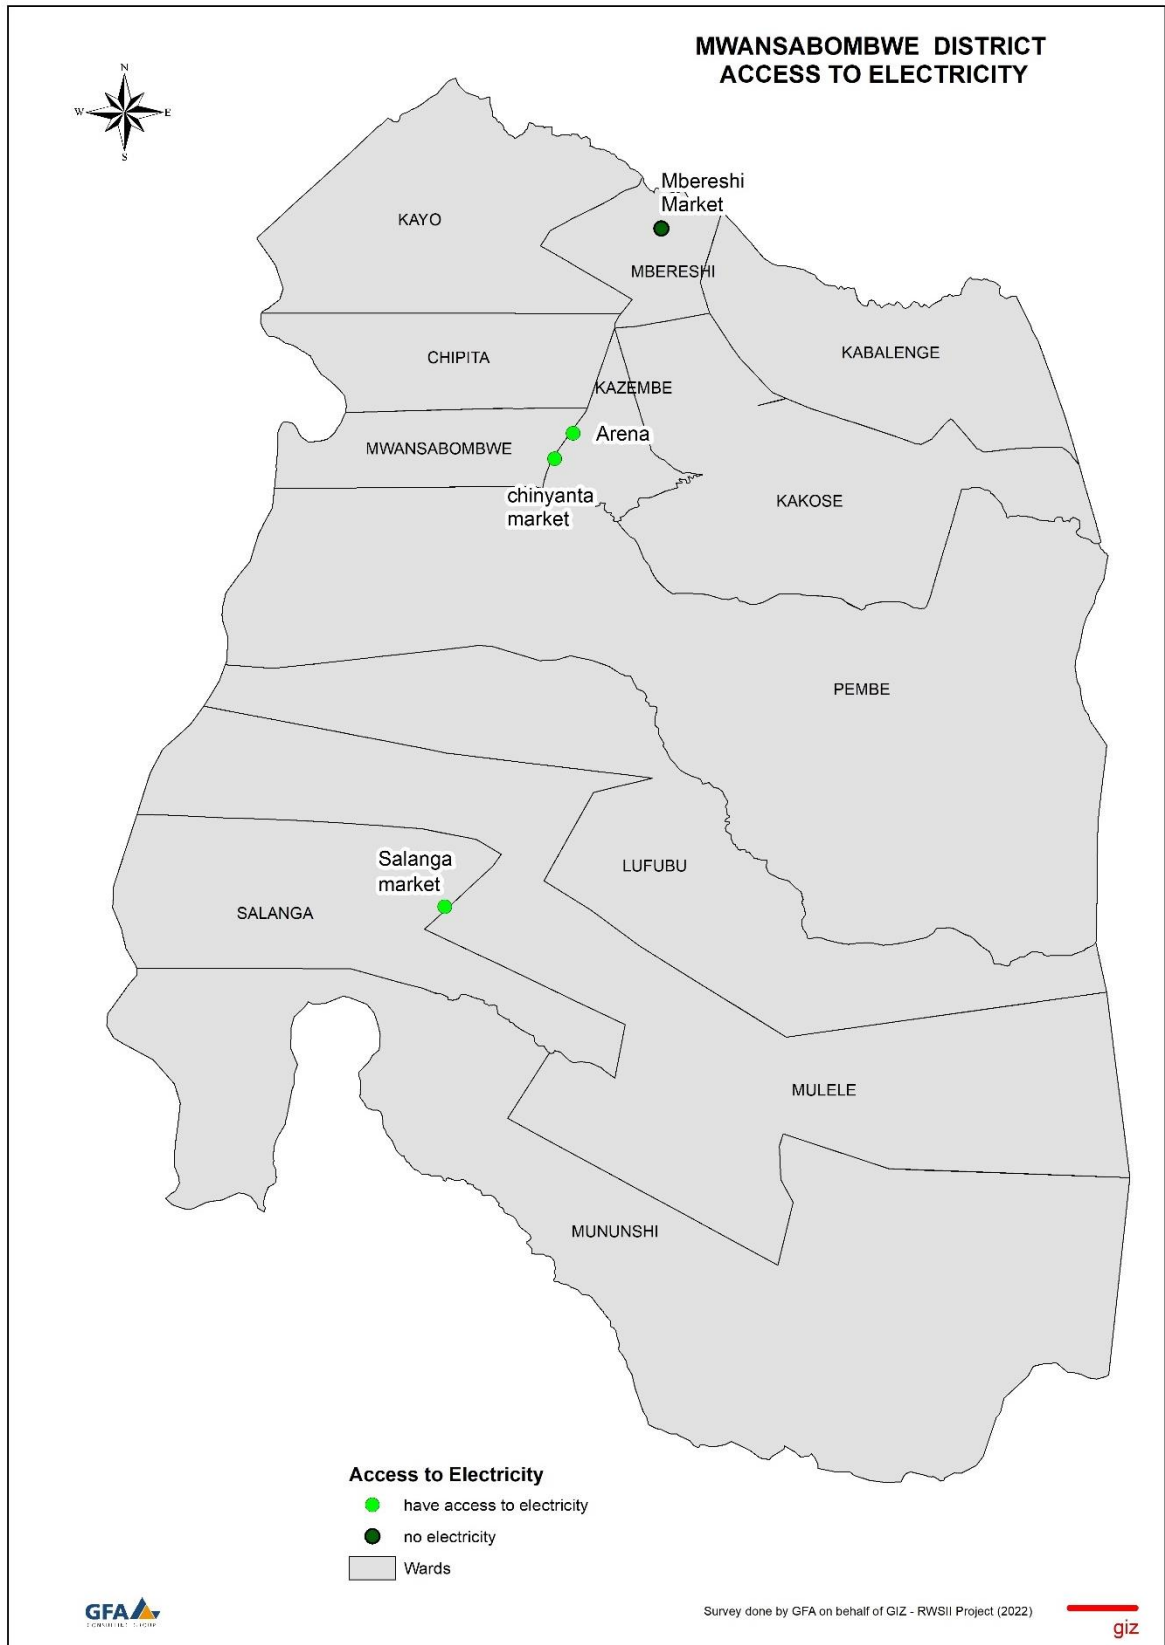 MWANSABOMBWE DISTRICT
ACCESS TO ELECTRICITY
N
W
E
S
Mbereshi
Market
KAYO
MBERESHI
KABALENGE
CHIPITA
KAZEMBE
Arena
MWANSABOMBWE
chinyanta
market
KAKOSE
PEMBE
Salanga
market
LUFUBU
SALANGA
MULELE
MUNUNSHI
Access to Electricity
have access to electricity
no electricity
Wards
GFA
CONSULTING GROUP
Survey done by GFA on behalf of GIZ - RWSII Project (2022)
giz